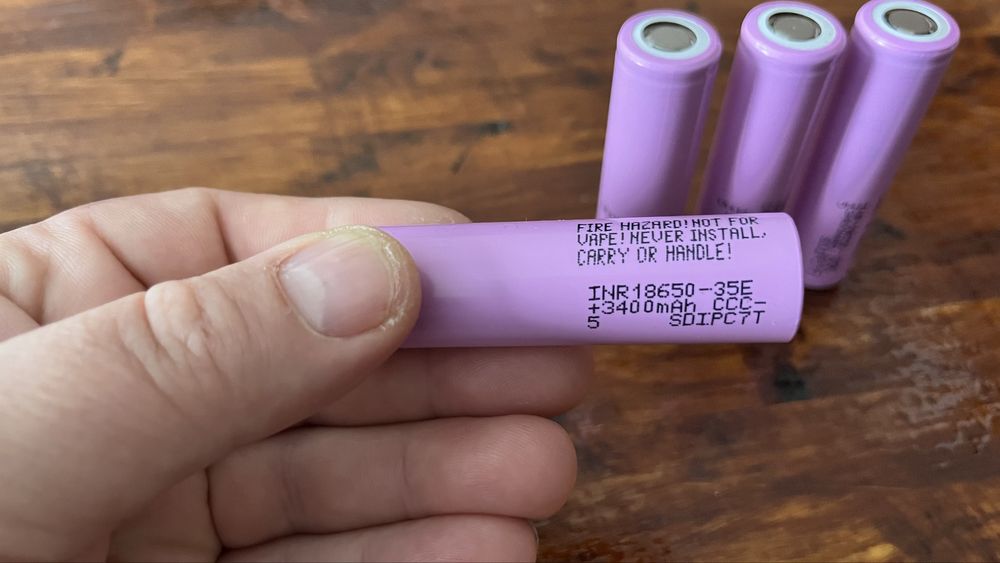 FIRE HAZARD!NOT FOR
VAPE!NEVER INSTALL,
CARRY OR HANDLE!
INR18650-35E
+3400mAh CCC-
5 SDIPC7T